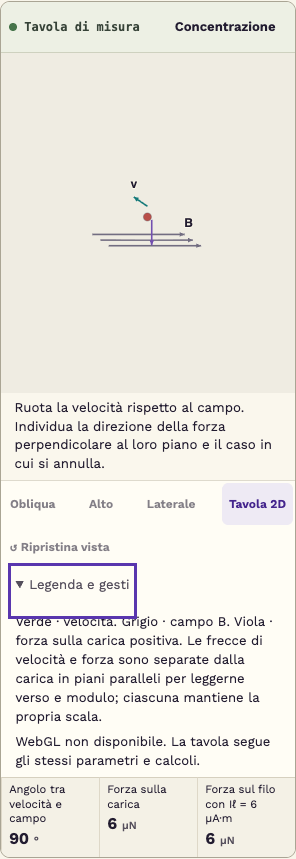 Tavola di misura
Concentrazione
v
B
Ruota la velocità rispetto al campo.
Individua la direzione della forza
perpendicolare al loro piano e il caso in
cui si annulla.
Obliqua
Alto
Laterale
Tavola 2D
↺ Ripristina vista
▼ Legenda e gesti
Verde · velocità. Grigio · campo B. Viola ·
forza sulla carica positiva. Le frecce di
velocità e forza sono separate dalla
carica in piani paralleli per leggerne
verso e modulo; ciascuna mantiene la
propria scala.
WebGL non disponibile. La tavola segue
gli stessi parametri e calcoli.
Angolo tra
velocità e
campo
90 °
Forza sulla
carica
6 μN
Forza sul filo
con Iℓ = 6
μA·m
6 μN